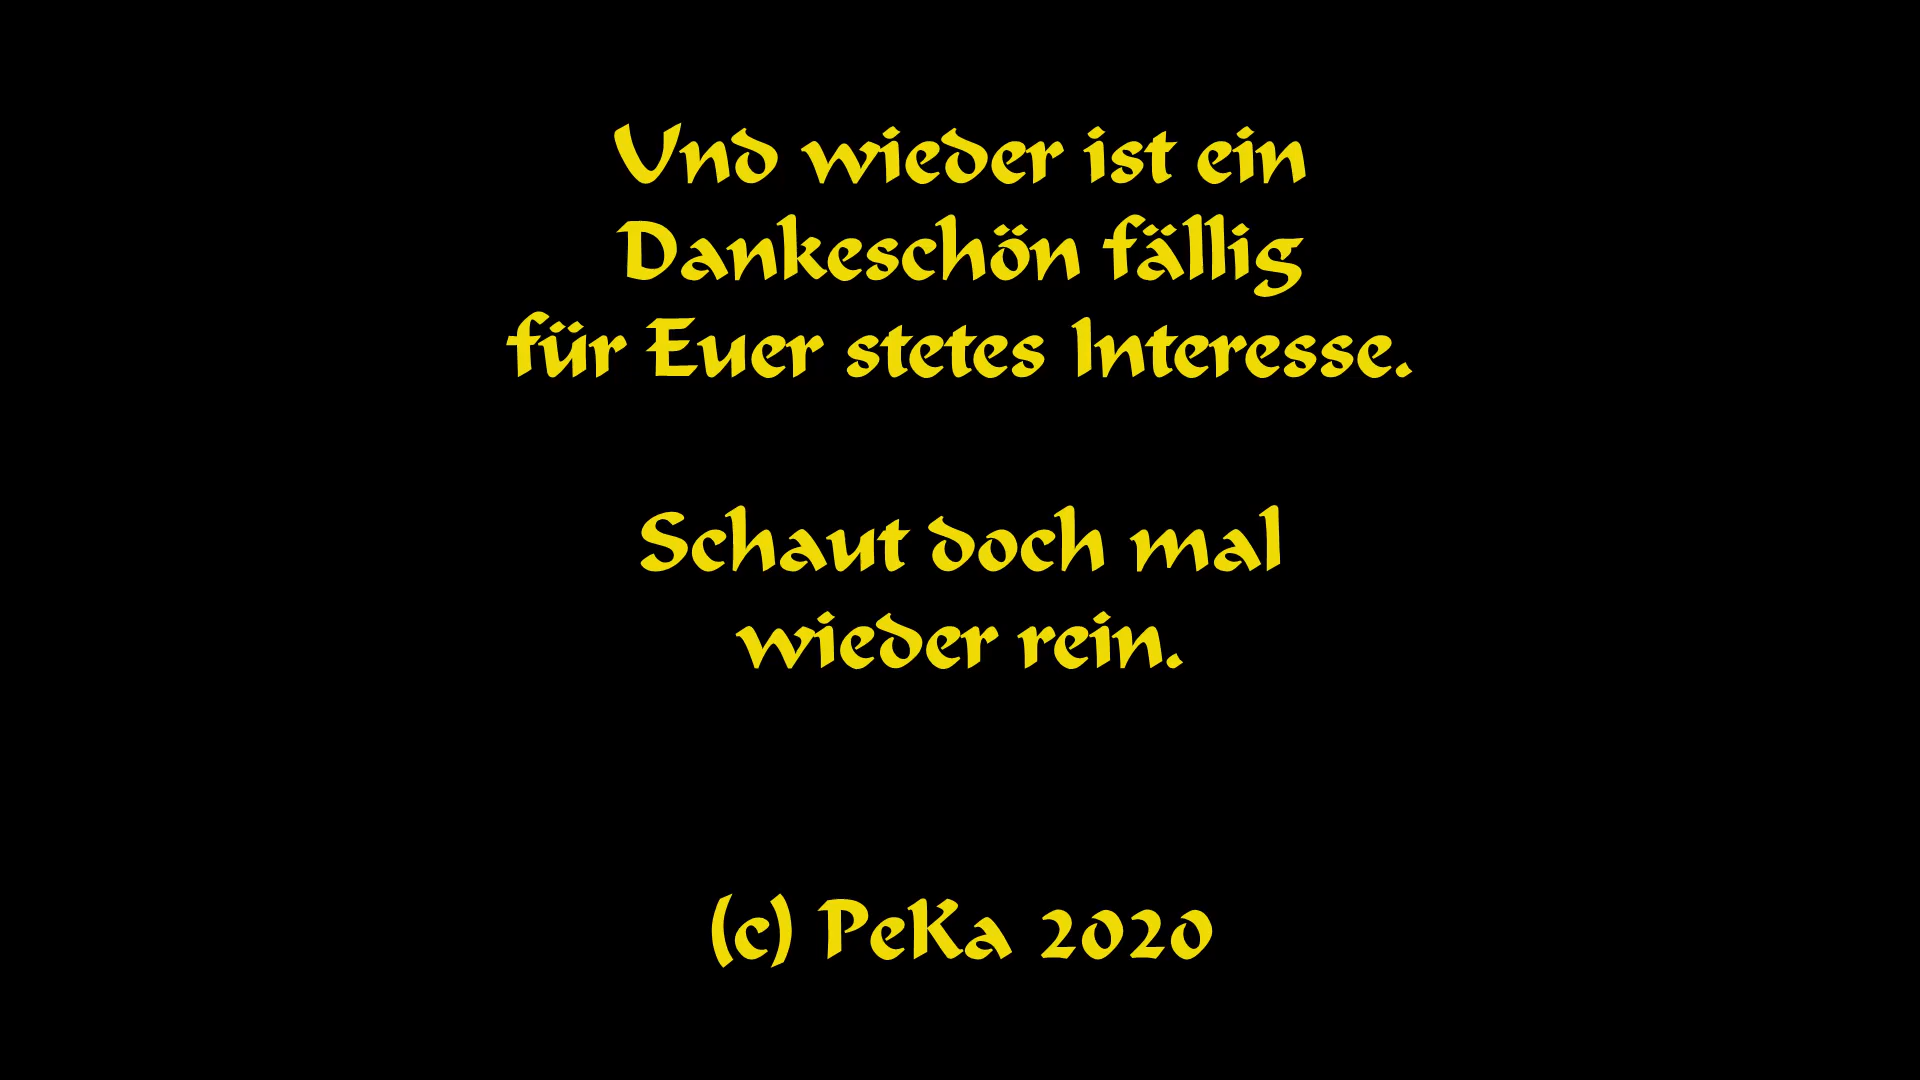 Und wieder ist ein
Dankeschön fällig
für Euer stetes Interesse.
Schaut doch mal
wieder rein.
(c) PeKa 2020